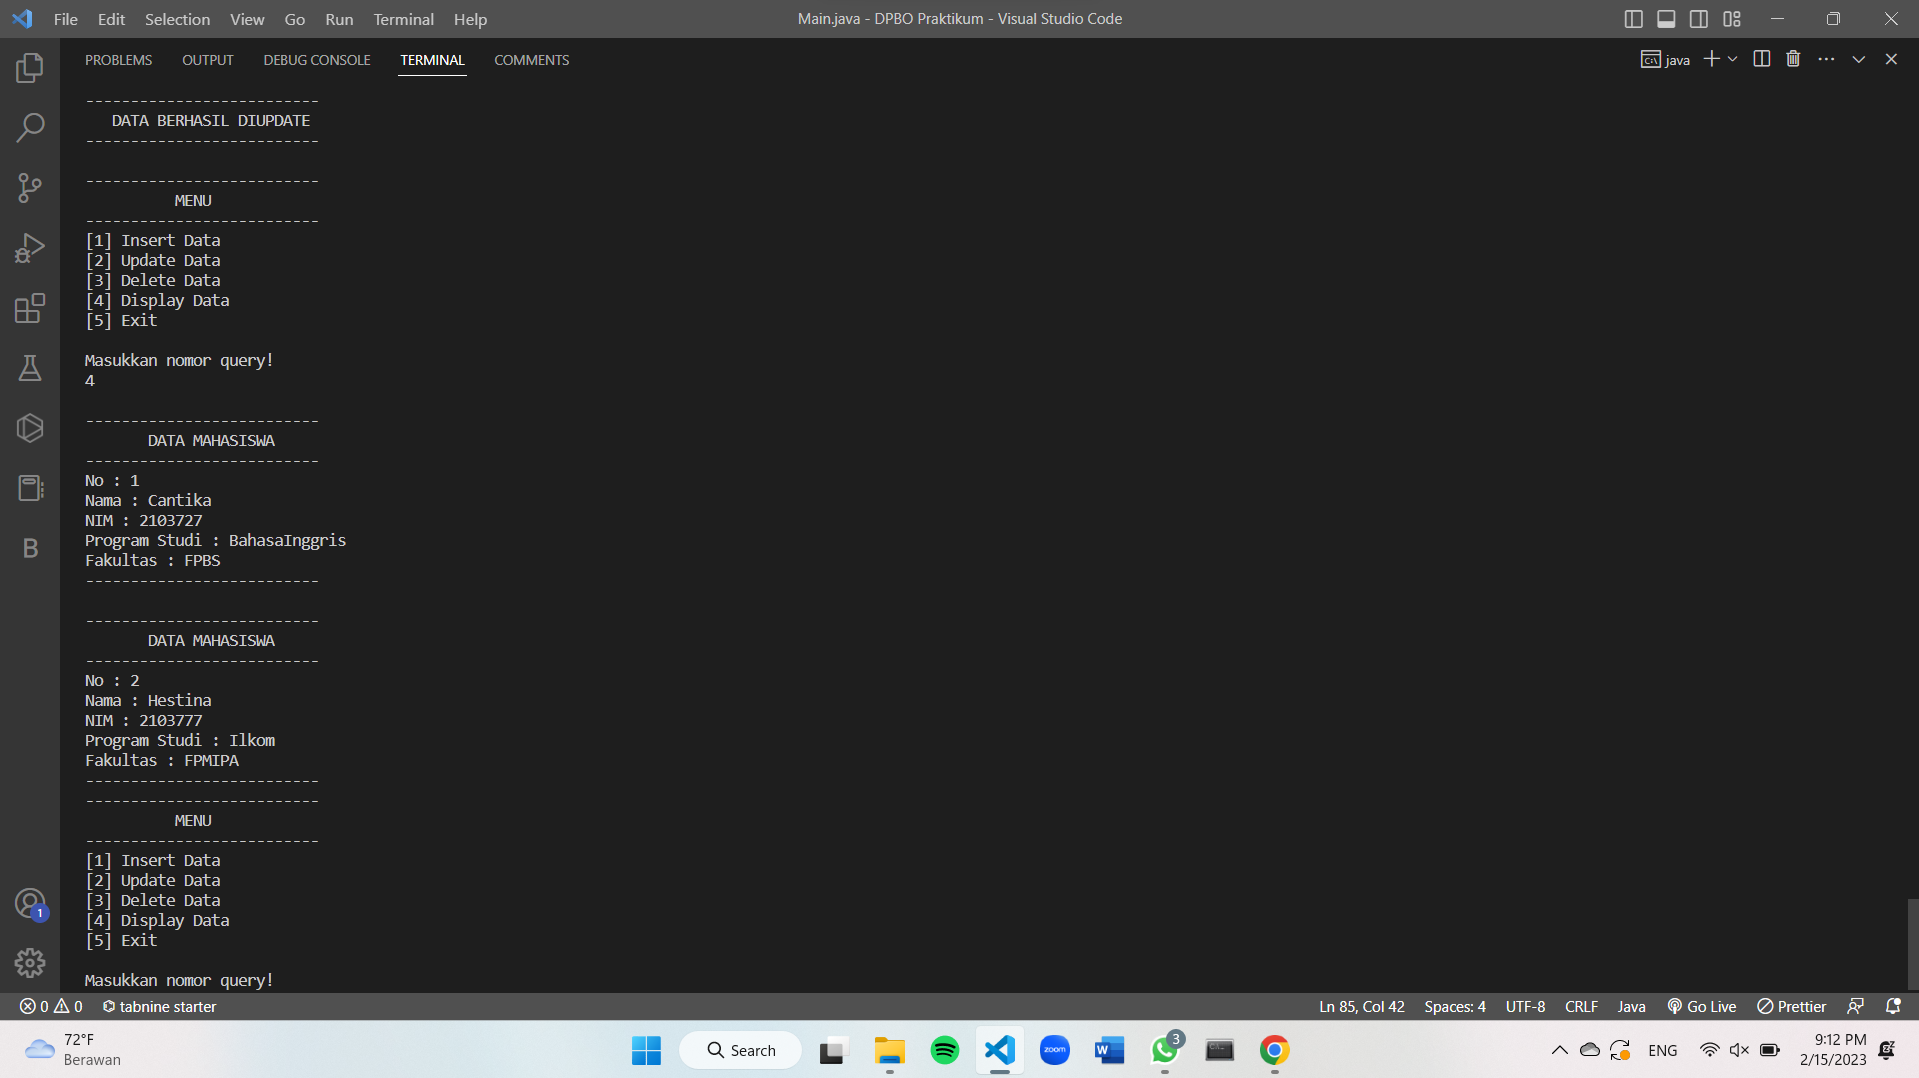 File Edit Selection View Go Run Terminal Help
Main.java - DPBO Praktikum - Visual Studio Code
PROBLEMS OUTPUT DEBUG CONSOLE TERMINAL COMMENTS
java
--------------------------
DATA BERHASIL DIUPDATE
--------------------------
--------------------------
MENU
--------------------------
[1] Insert Data
[2] Update Data
[3] Delete Data
[4] Display Data
[5] Exit
Masukkan nomor query!
4
--------------------------
DATA MAHASISWA
--------------------------
No : 1
Nama : Cantika
NIM : 2103727
Program Studi : BahasaInggris
Fakultas : FPBS
--------------------------
--------------------------
DATA MAHASISWA
--------------------------
No : 2
Nama : Hestina
NIM : 2103777
Program Studi : Ilkom
Fakultas : FPMIPA
--------------------------
--------------------------
MENU
--------------------------
[1] Insert Data
[2] Update Data
[3] Delete Data
[4] Display Data
[5] Exit
Masukkan nomor query!
B
1
0 0 tabnine starter
Ln 85, Col 42 Spaces: 4 UTF-8 CRLF Java Go Live Prettier
72°F
Berawan
Search
zoom
W
3
ENG
9:12 PM
2/15/2023